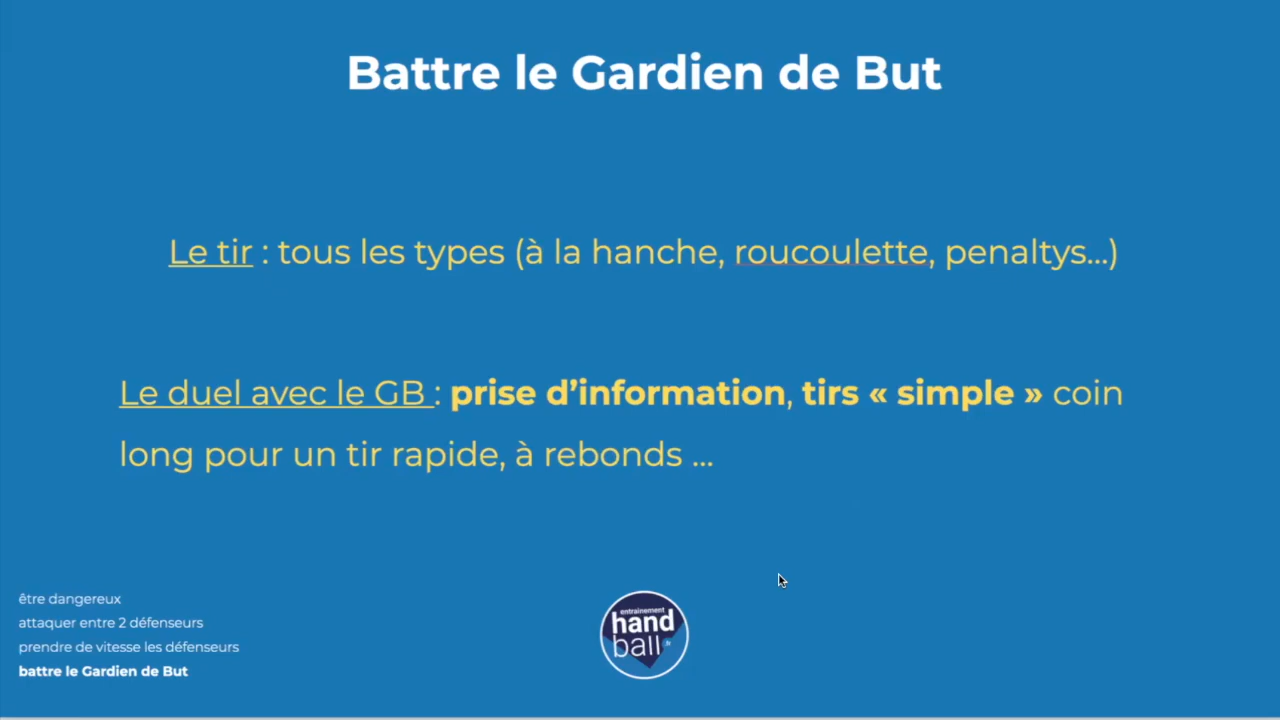 Battre le Gardien de But
Le tir : tous les types (à la hanche, roucoulette, penaltys...)
Le duel avec le GB : prise d’information, tirs « simple » coin
long pour un tir rapide, à rebonds ...
être dangereux
attaquer entre 2 défenseurs
prendre de vitesse les défenseurs
battre le Gardien de But
entrainement
hand
ball.fr